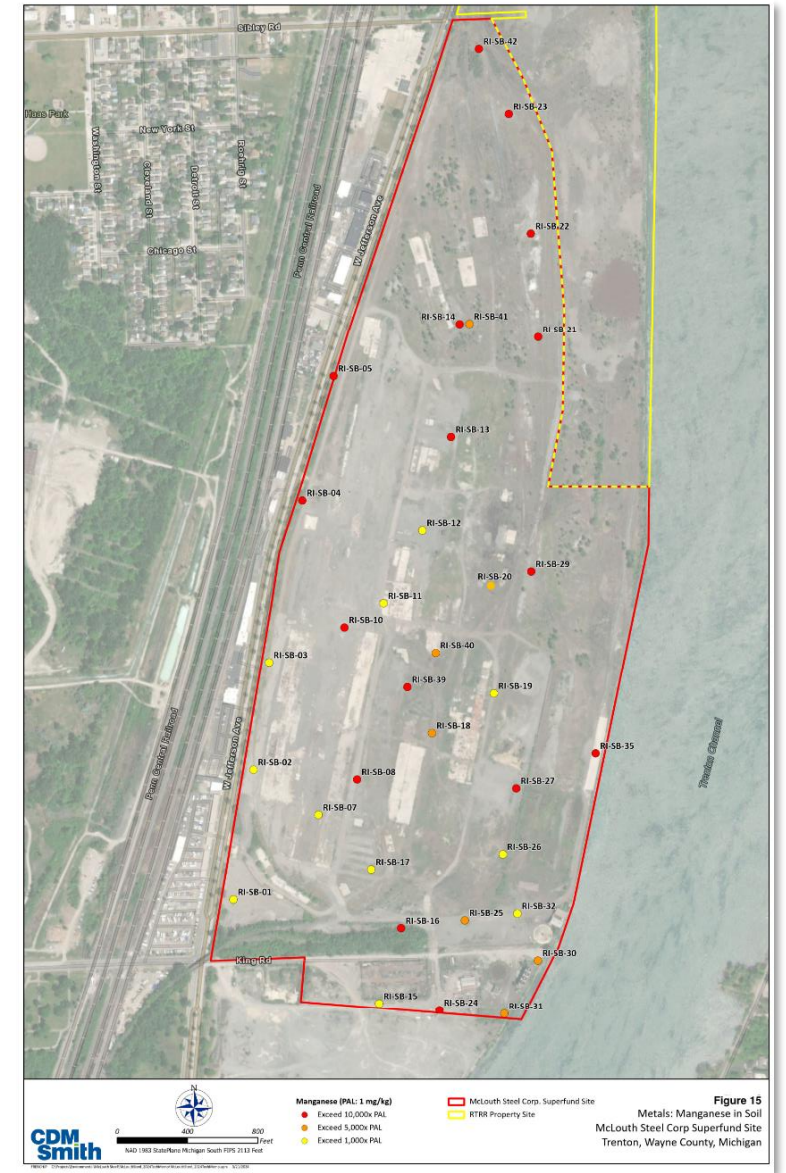 Sibley Rd
RI-SB-42
Haas Park
RI-SB-23
New York St
Washington St
Cleveland St
Detroit St
Roehrig St
Penn Central Railroad
W Jefferson Ave
RI-SB-22
Chicago St
RI-SB-14
RI-SB-41
RI-SB-21
RI-SB-05
RI-SB-13
RI-SB-04
RI-SB-12
RI-SB-29
RI-SB-20
RI-SB-11
RI-SB-10
RI-SB-40
RI-SB-03
RI-SB-39
RI-SB-19
RI-SB-18
Penn Central Railroad
W Jefferson Ave
Trenton Channel
RI-SB-35
RI-SB-02
RI-SB-08
RI-SB-27
RI-SB-07
RI-SB-26
RI-SB-17
RI-SB-01
RI-SB-32
RI-SB-25
RI-SB-16
King Rd
RI-SB-30
RI-SB-15
RI-SB-24
RI-SB-31
CDM
Smith
N
0 400 800
Feet
NAD 1983 StatePlane Michigan South FIPS 2113 Feet
Manganese (PAL: 1 mg/kg)
Exceed 10,000x PAL
Exceed 5,000x PAL
Exceed 1,000x PAL
McLouth Steel Corp. Superfund Site
RTRR Property Site
Figure 15
Metals: Manganese in Soil
McLouth Steel Corp Superfund Site
Trenton, Wayne County, Michigan